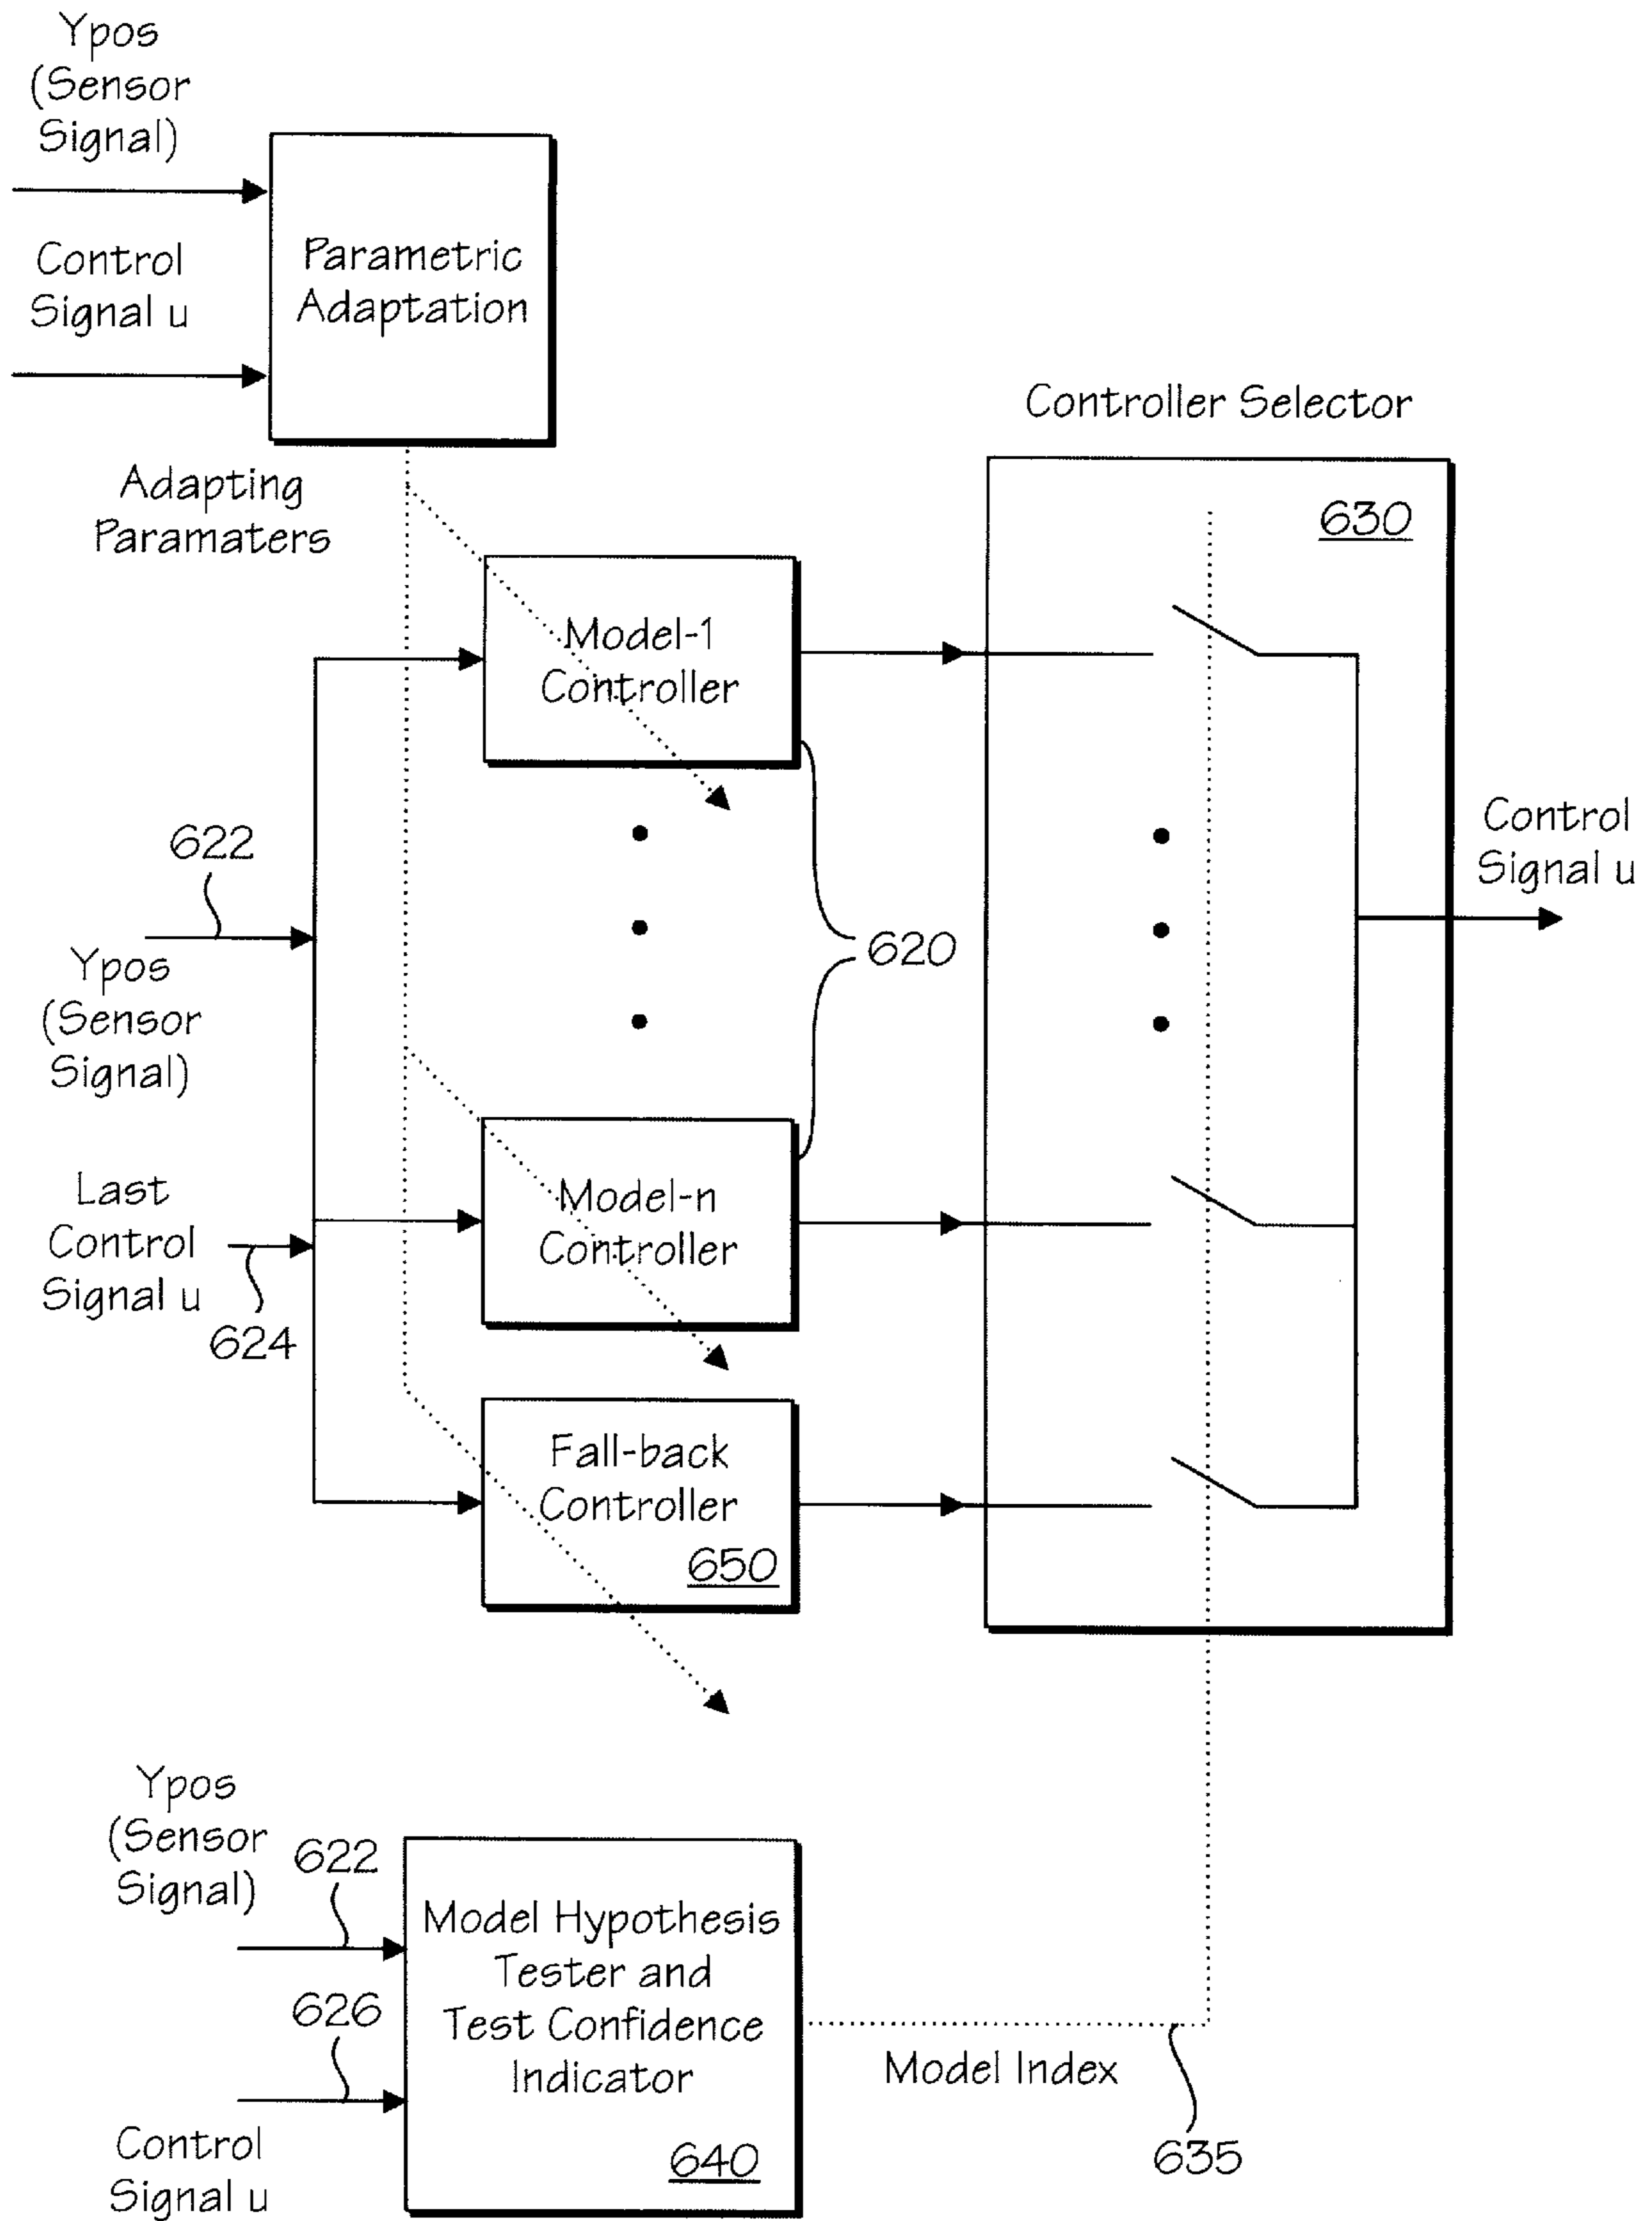 Ypos
(Sensor
Signal)
Control
Signal u
Parametric
Adaptation
Adapting
Paramaters
Controller Selector
630
Model-1
Controller
622
Ypos
(Sensor
Signal)
620
Control
Signal u
Last
Control
Signal u
624
Model-n
Controller
Fall-back
Controller
650
Ypos
(Sensor
Signal)
622
626
Control
Signal u
Model Hypothesis
Tester and
Test Confidence
Indicator
640
Model Index
635